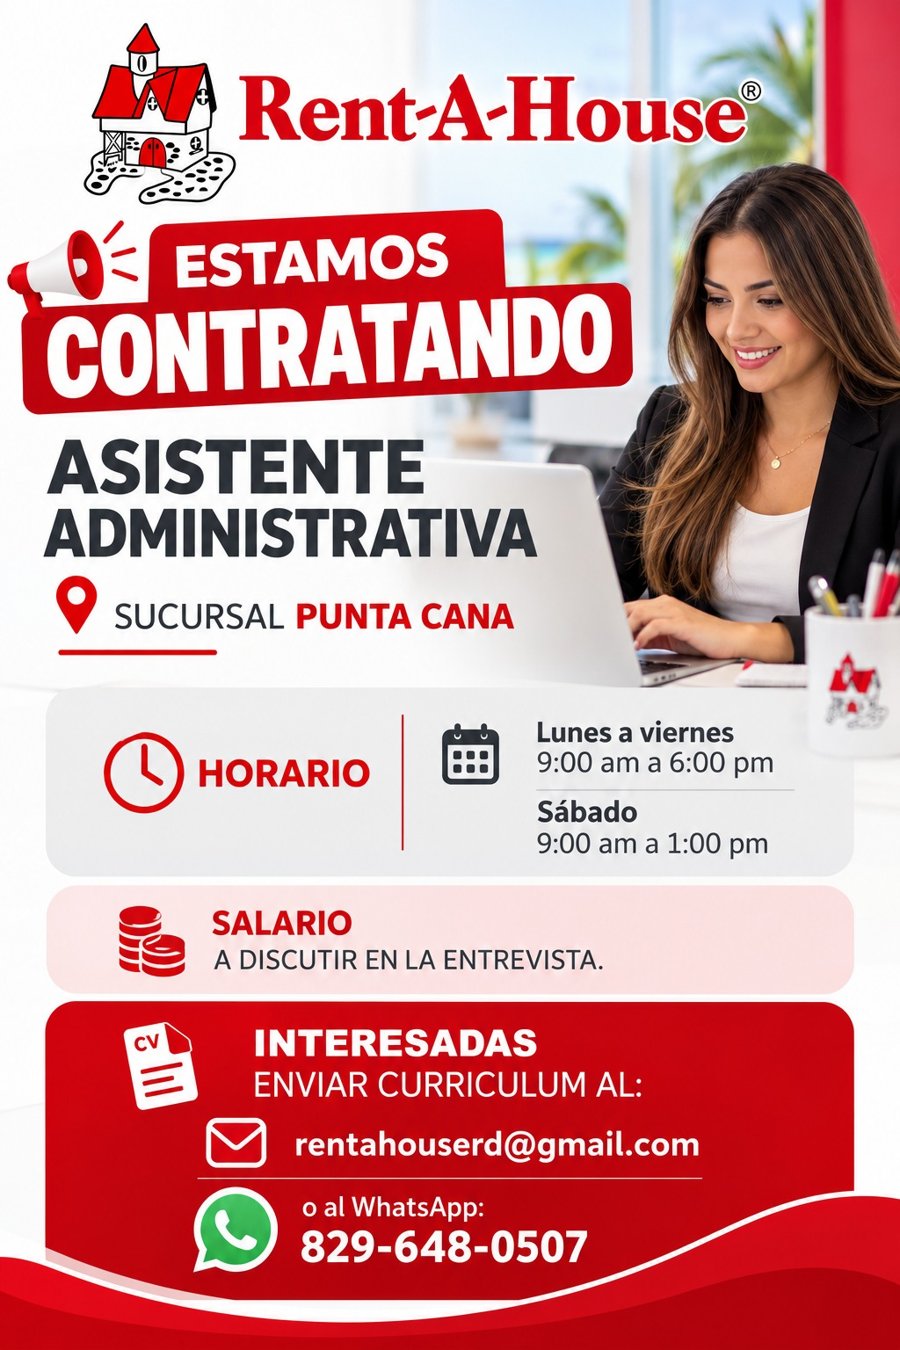 Rent-A-House®
ESTAMOS
CONTRATANDO
ASISTENTE
ADMINISTRATIVA
SUCURSAL PUNTA CANA
HORARIO
Lunes a viernes
9:00 am a 6:00 pm
Sábado
9:00 am a 1:00 pm
SALARIO
A DISCUTIR EN LA ENTREVISTA.
CV
INTERESADAS
ENVIAR CURRICULUM AL:
rentahouserd@gmail.com
o al WhatsApp:
829-648-0507